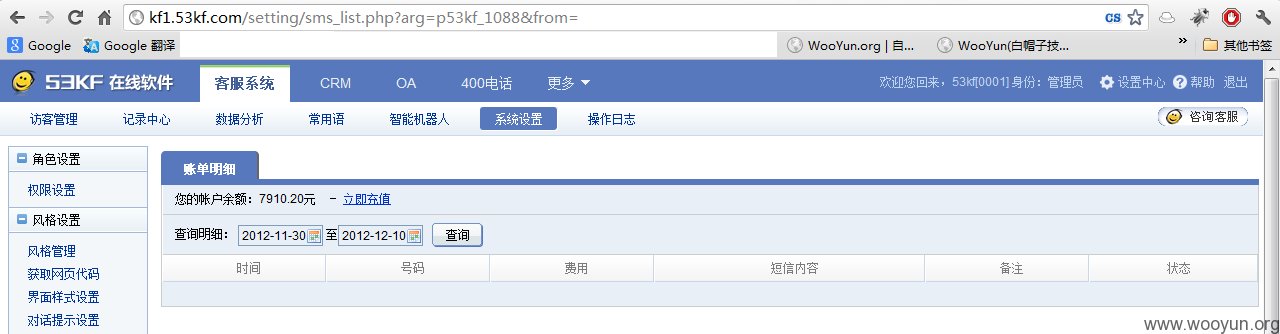 kf1.53kf.com/setting/sms_list.php?arg=p53kf_1088&from=
Google Google 翻译 WooYun.org | 自... WooYun(白帽子技... » 其他书签
53KF 在线软件 客服系统 CRM OA 400电话 更多 欢迎您回来，53kf[0001] 身份：管理员 设置中心 帮助 退出
访客管理 记录中心 数据分析 常用语 智能机器人 系统设置 操作日志 咨询客服
角色设置
权限设置
风格设置
风格管理
获取网页代码
界面样式设置
对话提示设置
账单明细
您的帐户余额：7910.20元 - 立即充值
查询明细： 2012-11-30 至 2012-12-10 查询
时间 号码 费用 短信内容 备注 状态
www.wooyun.org